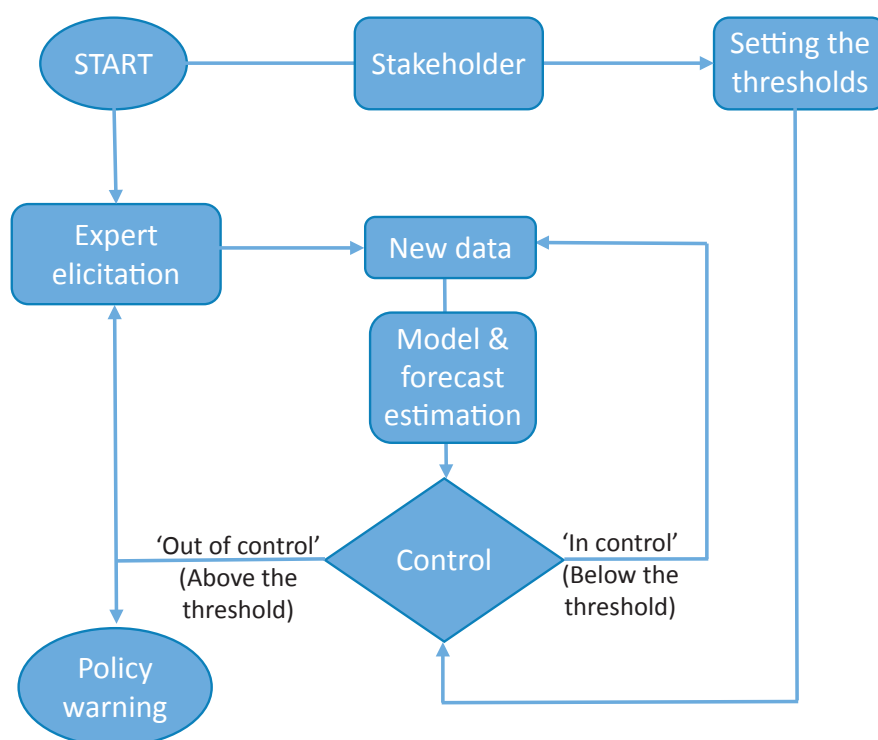 START
Stakeholder
Setting the
thresholds
Expert
elicitation
New data
Model &
forecast
estimation
‘Out of control’
(Above the
threshold)
Control
‘In control’
(Below the
threshold)
Policy
warning